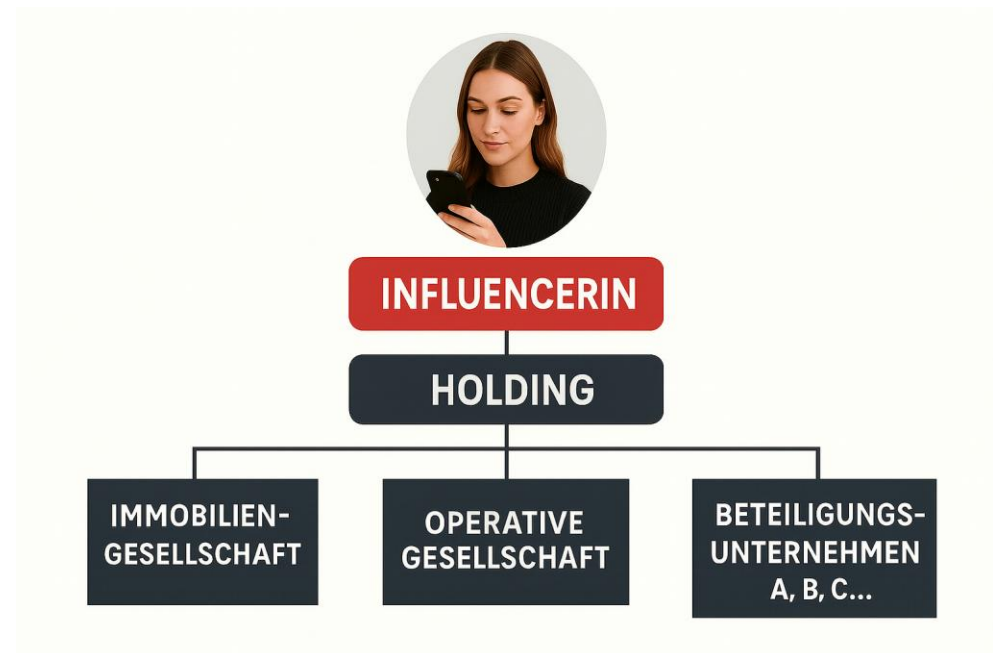 INFLUENCERIN
HOLDING
IMMOBILIEN-
GESELLSCHAFT
OPERATIVE
GESELLSCHAFT
BETEILIGUNGS-
UNTERNEHMEN
A, B, C...